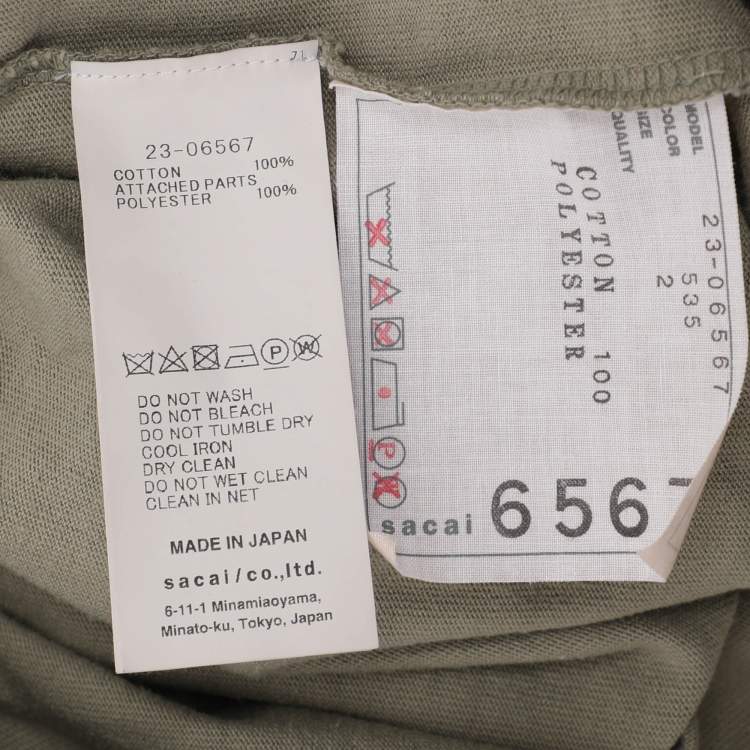 23-06567
COTTON 100%
ATTACHED PARTS
POLYESTER 100%
DO NOT WASH
DO NOT BLEACH
DO NOT TUMBLE DRY
COOL IRON
DRY CLEAN
DO NOT WET CLEAN
CLEAN IN NET
MADE IN JAPAN
sacai/co.,ltd.
6-11-1 Minamiaoyama,
Minato-ku, Tokyo, Japan
MODEL 23-06567
COLOR 535
SIZE 2
QUALITY
COTTON 100
POLYESTER
sacai 6567